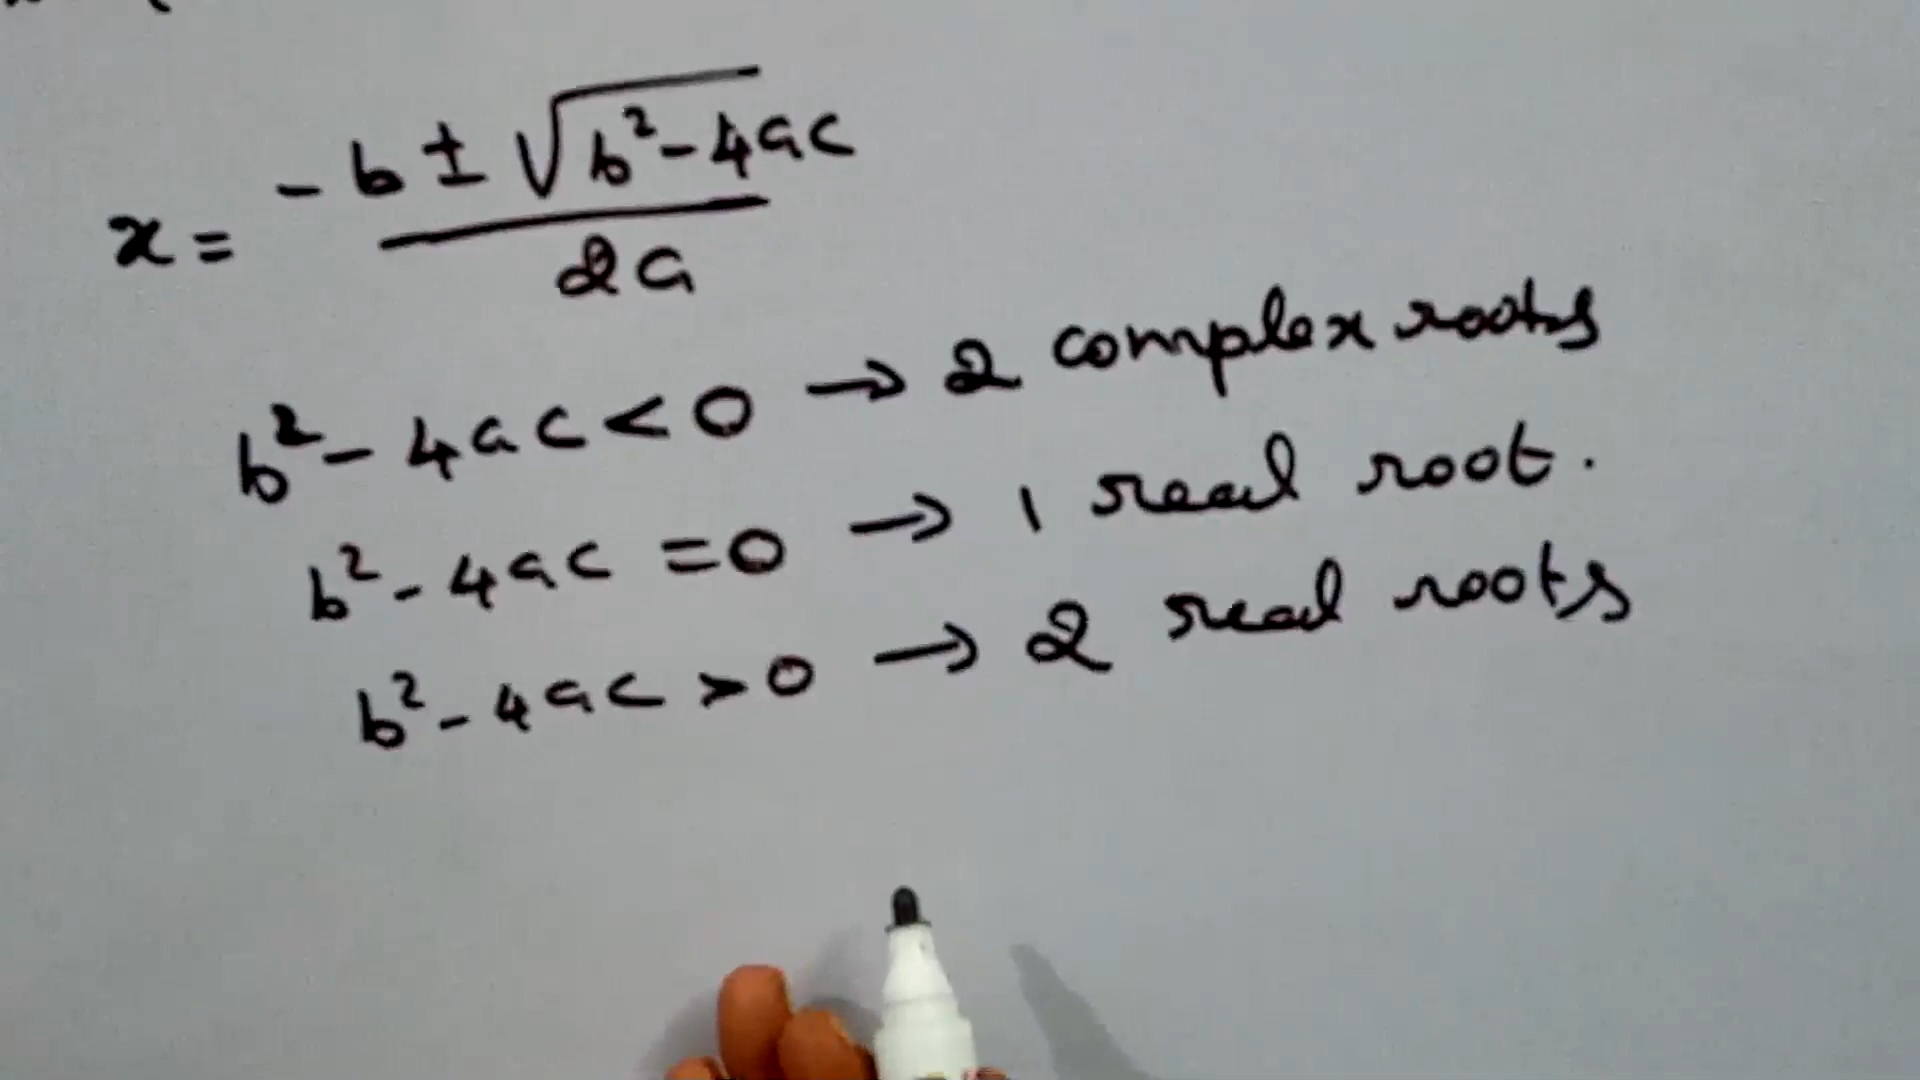 x = -b ± √b² - 4ac / 2a
b² - 4ac < 0 → 2 complex roots
b² - 4ac = 0 → 1 real root.
b² - 4ac > 0 → 2 real roots